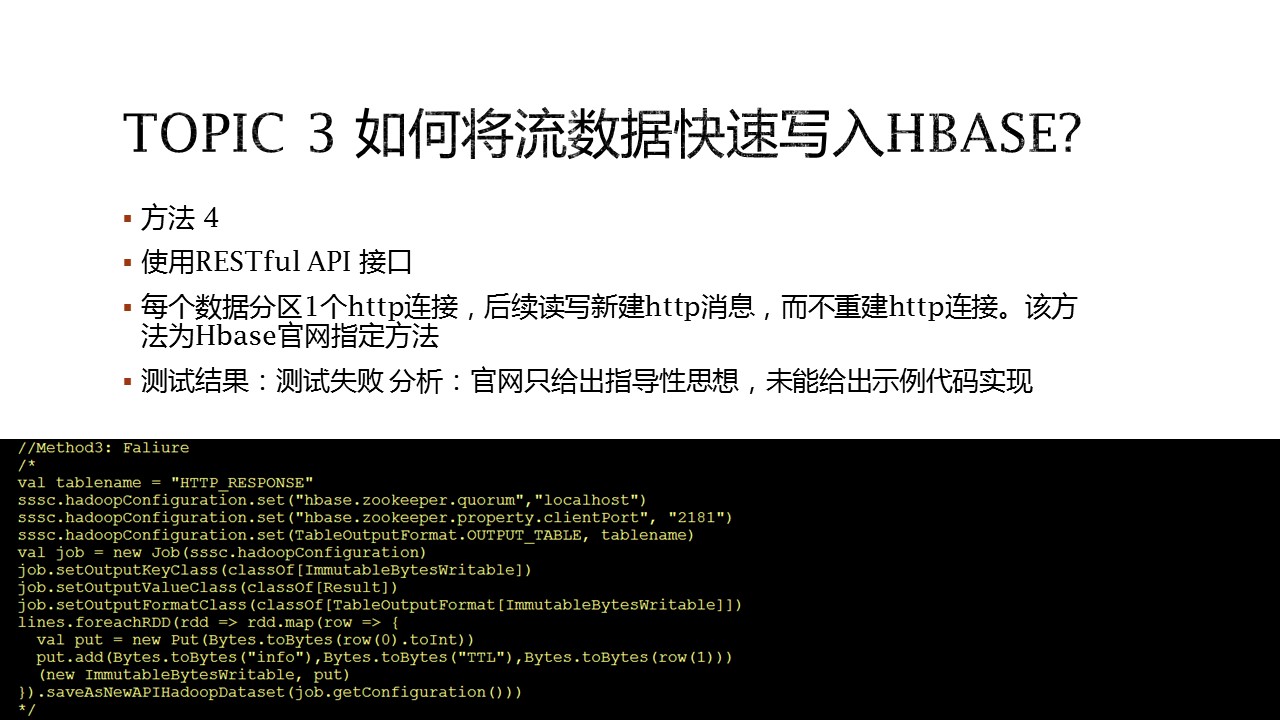 TOPIC 3 如何将流数据快速写入HBASE?
▪ 方法 4
▪ 使用RESTful API 接口
▪ 每个数据分区1个http连接，后续读写新建http消息，而不重建http连接。该方
法为Hbase官网指定方法
▪ 测试结果：测试失败 分析：官网只给出指导性思想，未能给出示例代码实现
//Method3: Faliure
/*
val tablename = "HTTP_RESPONSE"
sssc.hadoopConfiguration.set("hbase.zookeeper.quorum","localhost")
sssc.hadoopConfiguration.set("hbase.zookeeper.property.clientPort", "2181")
sssc.hadoopConfiguration.set(TableOutputFormat.OUTPUT_TABLE, tablename)
val job = new Job(sssc.hadoopConfiguration)
job.setOutputKeyClass(classOf[ImmutableBytesWritable])
job.setOutputValueClass(classOf[Result])
job.setOutputFormatClass(classOf[TableOutputFormat[ImmutableBytesWritable]])
lines.foreachRDD(rdd => rdd.map(row => {
  val put = new Put(Bytes.toBytes(row(0).toInt))
  put.add(Bytes.toBytes("info"),Bytes.toBytes("TTL"),Bytes.toBytes(row(1)))
  (new ImmutableBytesWritable, put)
}).saveAsNewAPIHadoopDataset(job.getConfiguration()))
*/